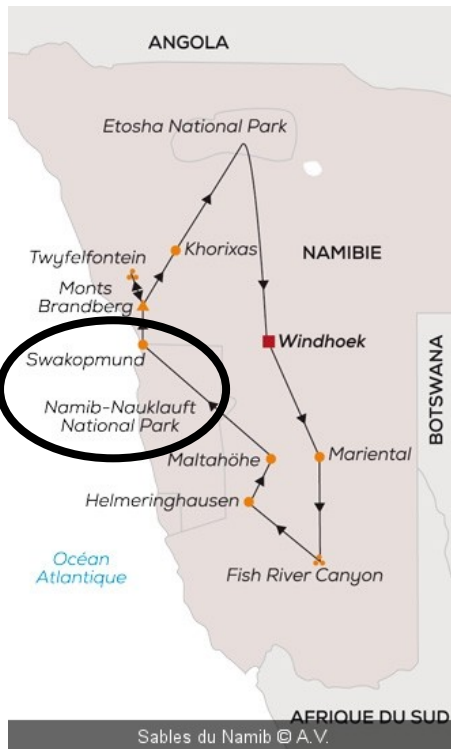 ANGOLA
Etosha National Park
Khorixas
NAMIBIE
Twyfelfontein
Monts
Brandberg
Windhoek
Swakopmund
Namib-Nauklauft
National Park
BOTSWANA
Maltahöhe
Mariental
Helmeringhausen
Océan
Atlantique
Fish River Canyon
AFRIQUE DU SUD
Sables du Namib © A.V.